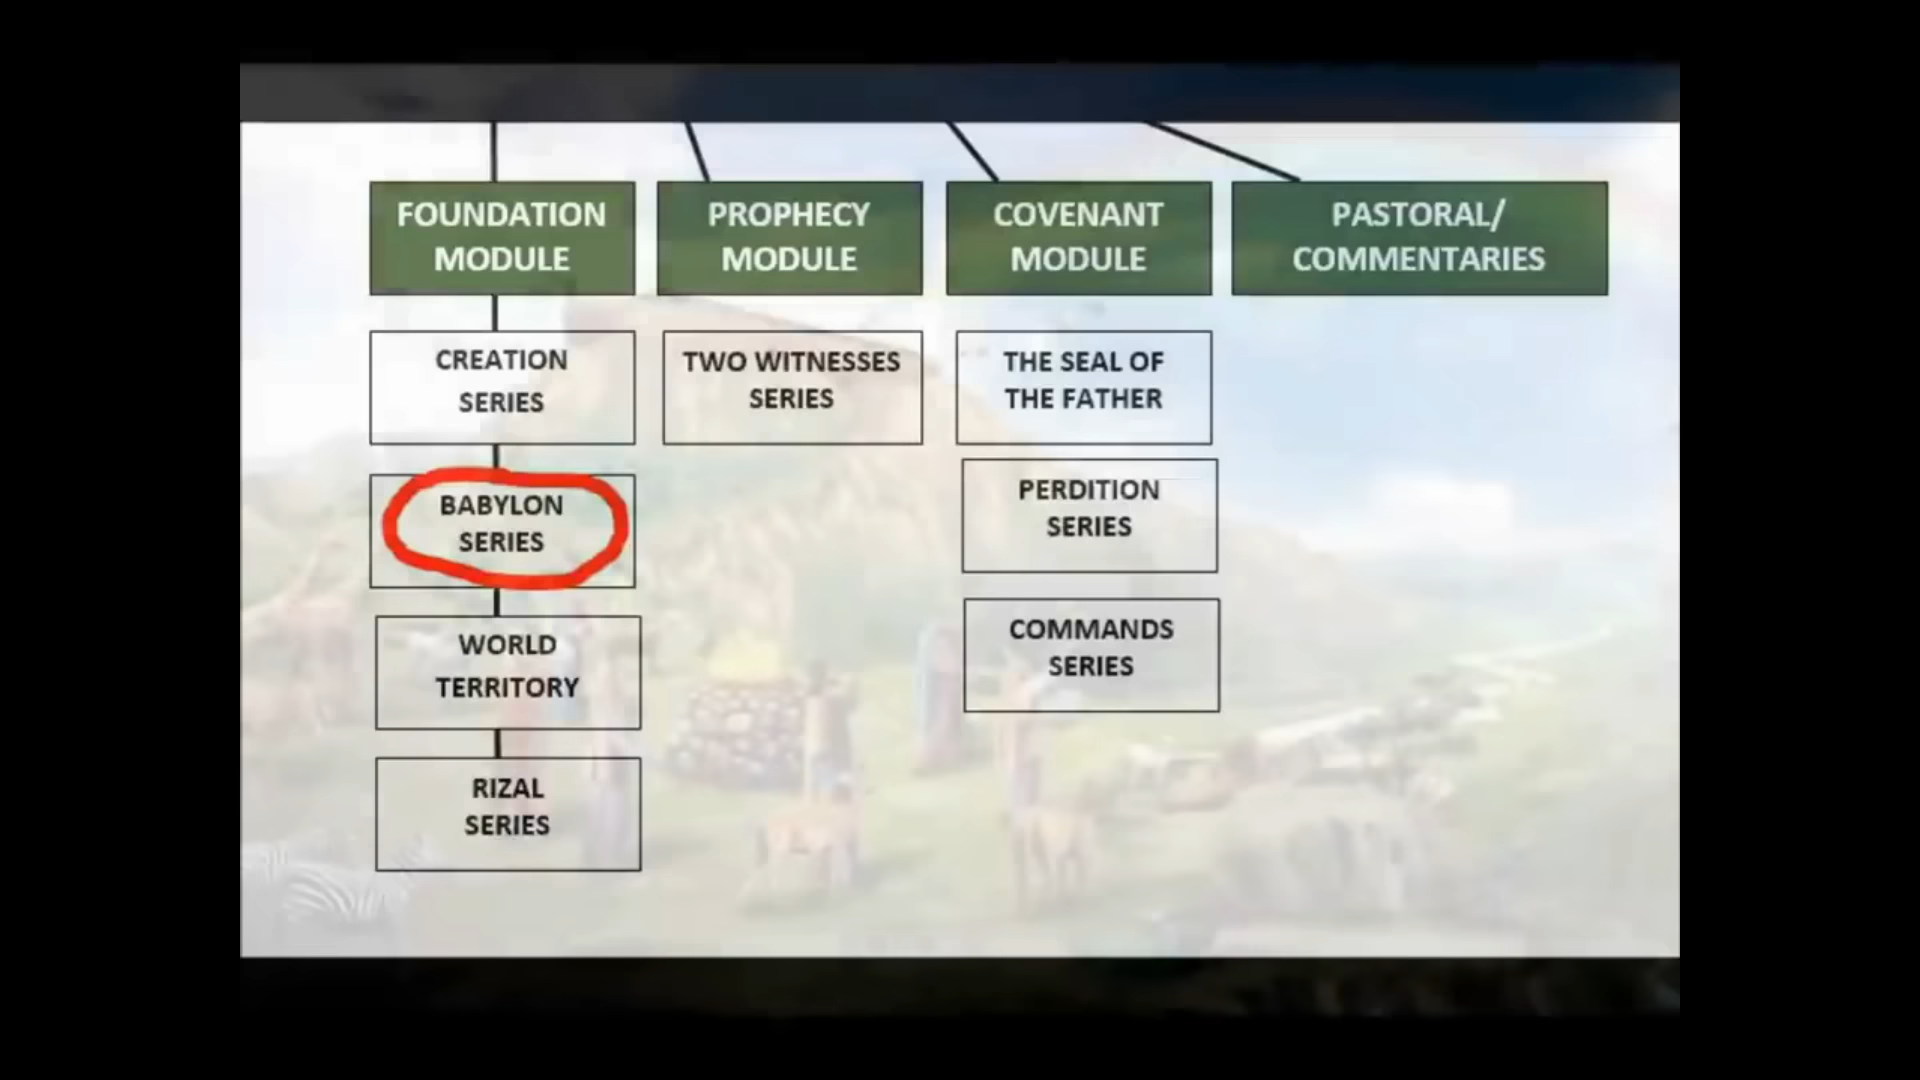 FOUNDATION
MODULE
PROPHECY
MODULE
COVENANT
MODULE
PASTORAL/
COMMENTARIES
CREATION
SERIES
TWO WITNESSES
SERIES
THE SEAL OF
THE FATHER
BABYLON
SERIES
PERDITION
SERIES
WORLD
TERRITORY
COMMANDS
SERIES
RIZAL
SERIES